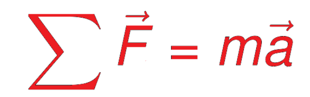 ∑ F⃗ = ma⃗